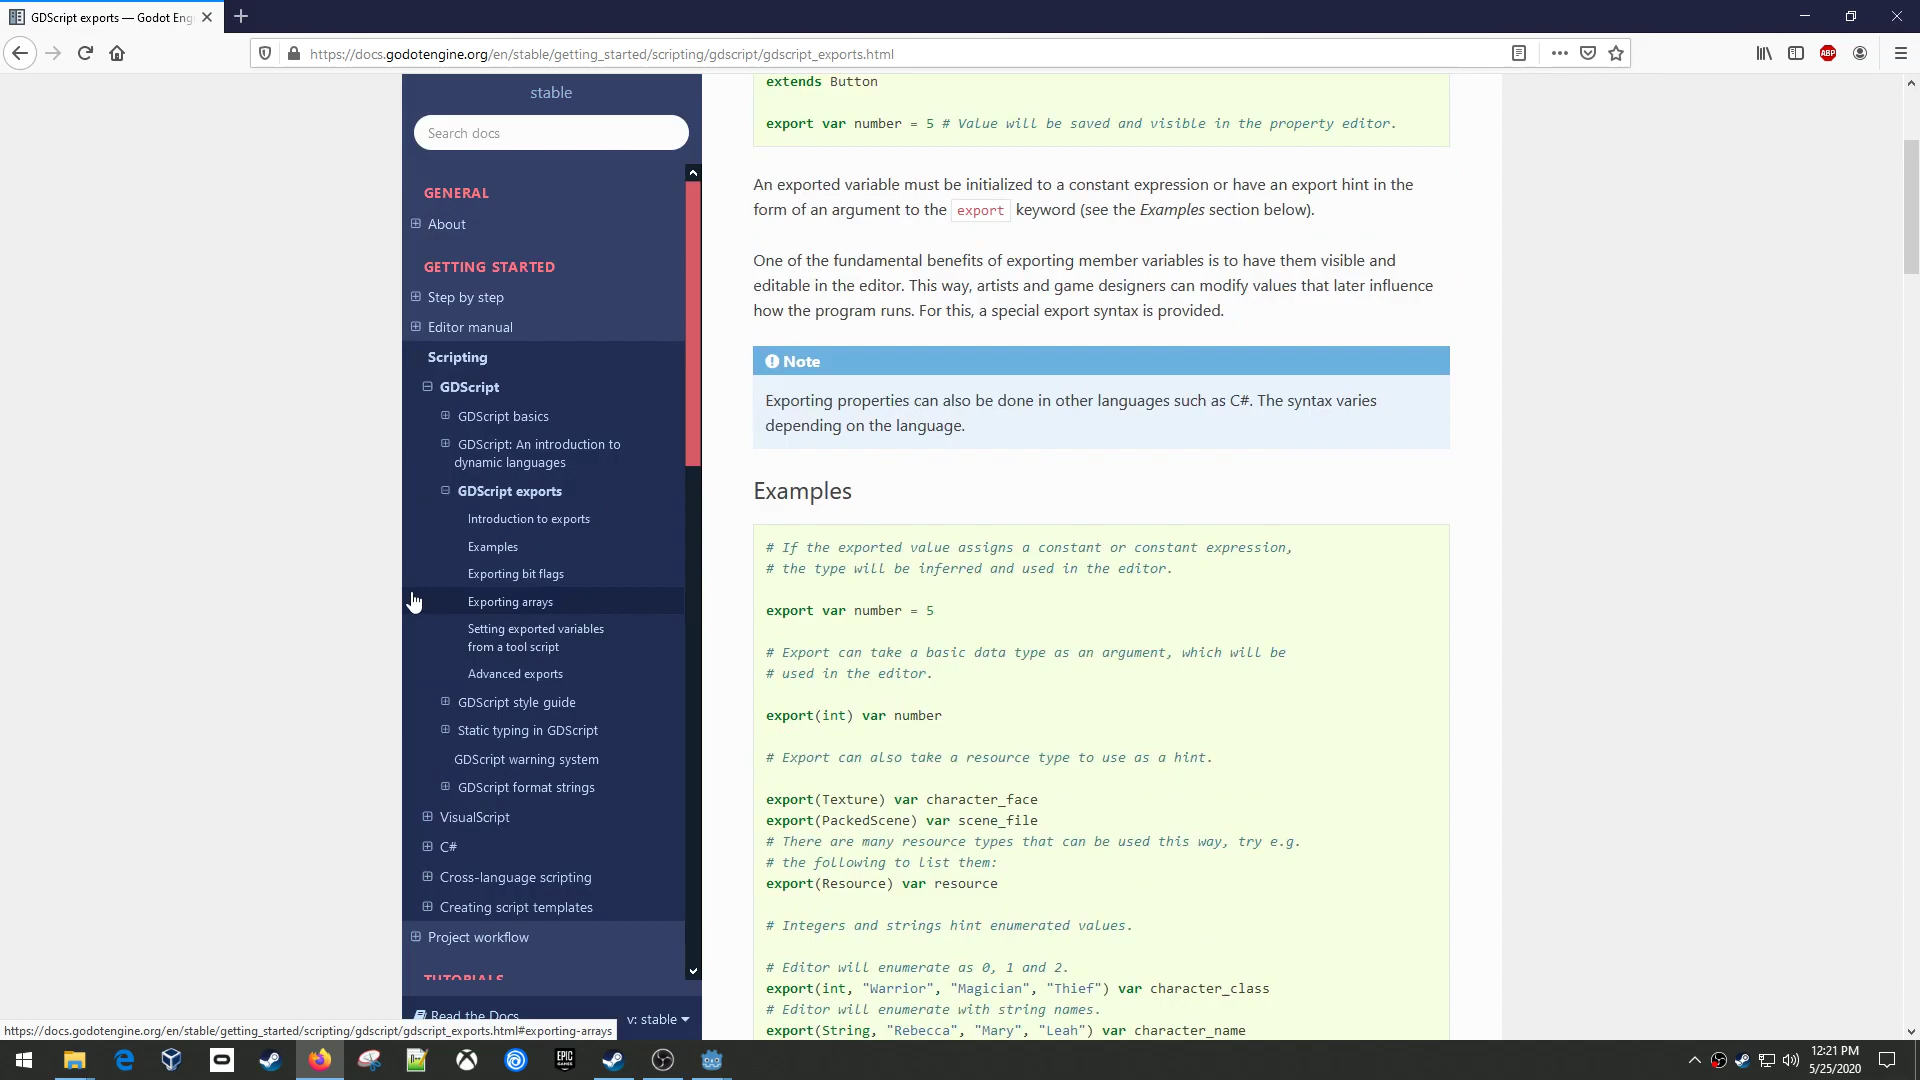 GDScript exports — Godot Eng
https://docs.godotengine.org/en/stable/getting_started/scripting/gdscript/gdscript_exports.html
ABP
stable
Search docs
GENERAL
About
GETTING STARTED
Step by step
Editor manual
Scripting
GDScript
GDScript basics
GDScript: An introduction to
dynamic languages
GDScript exports
Introduction to exports
Examples
Exporting bit flags
Exporting arrays
Setting exported variables
from a tool script
Advanced exports
GDScript style guide
Static typing in GDScript
GDScript warning system
GDScript format strings
VisualScript
C#
Cross-language scripting
Creating script templates
Project workflow
TUTORIALS
Read the Docs
v: stable
extends Button
export var number = 5 # Value will be saved and visible in the property editor.
An exported variable must be initialized to a constant expression or have an export hint in the
form of an argument to the export keyword (see the Examples section below).
One of the fundamental benefits of exporting member variables is to have them visible and
editable in the editor. This way, artists and game designers can modify values that later influence
how the program runs. For this, a special export syntax is provided.
Note
Exporting properties can also be done in other languages such as C#. The syntax varies
depending on the language.
Examples
# If the exported value assigns a constant or constant expression,
# the type will be inferred and used in the editor.
export var number = 5
# Export can take a basic data type as an argument, which will be
# used in the editor.
export(int) var number
# Export can also take a resource type to use as a hint.
export(Texture) var character_face
export(PackedScene) var scene_file
# There are many resource types that can be used this way, try e.g.
# the following to list them:
export(Resource) var resource
# Integers and strings hint enumerated values.
# Editor will enumerate as 0, 1 and 2.
export(int, "Warrior", "Magician", "Thief") var character_class
# Editor will enumerate with string names.
export(String, "Rebecca", "Mary", "Leah") var character_name
https://docs.godotengine.org/en/stable/getting_started/scripting/gdscript/gdscript_exports.html#exporting-arrays
EPIC
GAMES
12:21 PM
5/25/2020